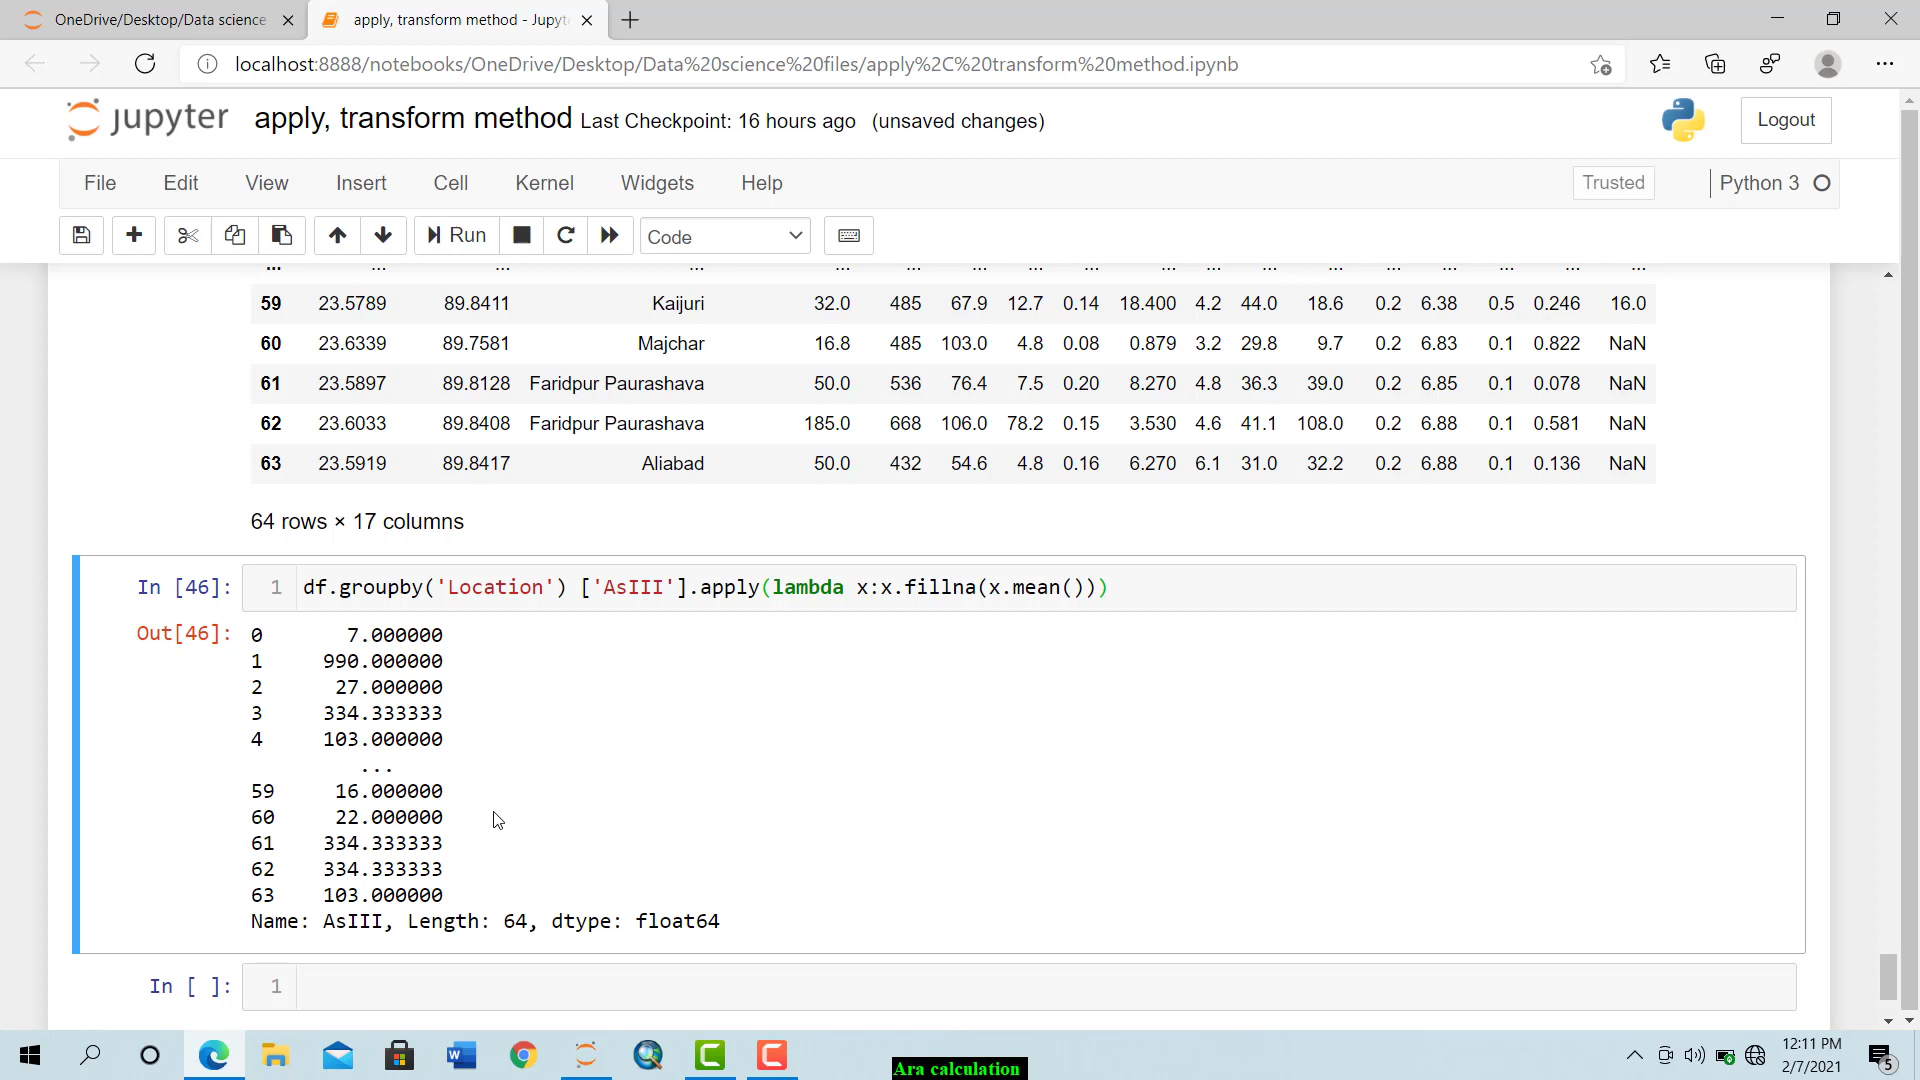 OneDrive/Desktop/Data science
apply, transform method - Jupyt
localhost:8888/notebooks/OneDrive/Desktop/Data%20science%20files/apply%2C%20transform%20method.ipynb
jupyter apply, transform method Last Checkpoint: 16 hours ago (unsaved changes) Logout
File Edit View Insert Cell Kernel Widgets Help Trusted Python 3
Run Code
... ... ... ... ... ... ... ... ... ... ... ... ... ... ... ... ... ...
59 23.5789 89.8411 Kaijuri 32.0 485 67.9 12.7 0.14 18.400 4.2 44.0 18.6 0.2 6.38 0.5 0.246 16.0
60 23.6339 89.7581 Majchar 16.8 485 103.0 4.8 0.08 0.879 3.2 29.8 9.7 0.2 6.83 0.1 0.822 NaN
61 23.5897 89.8128 Faridpur Paurashava 50.0 536 76.4 7.5 0.20 8.270 4.8 36.3 39.0 0.2 6.85 0.1 0.078 NaN
62 23.6033 89.8408 Faridpur Paurashava 185.0 668 106.0 78.2 0.15 3.530 4.6 41.1 108.0 0.2 6.88 0.1 0.581 NaN
63 23.5919 89.8417 Aliabad 50.0 432 54.6 4.8 0.16 6.270 6.1 31.0 32.2 0.2 6.88 0.1 0.136 NaN
64 rows × 17 columns
In [46]: 1 df.groupby('Location') ['AsIII'].apply(lambda x:x.fillna(x.mean()))
Out[46]: 0 7.000000
1 990.000000
2 27.000000
3 334.333333
4 103.000000
...
59 16.000000
60 22.000000
61 334.333333
62 334.333333
63 103.000000
Name: AsIII, Length: 64, dtype: float64
In [ ]: 1
Ara calculation
12:11 PM
2/7/2021
5